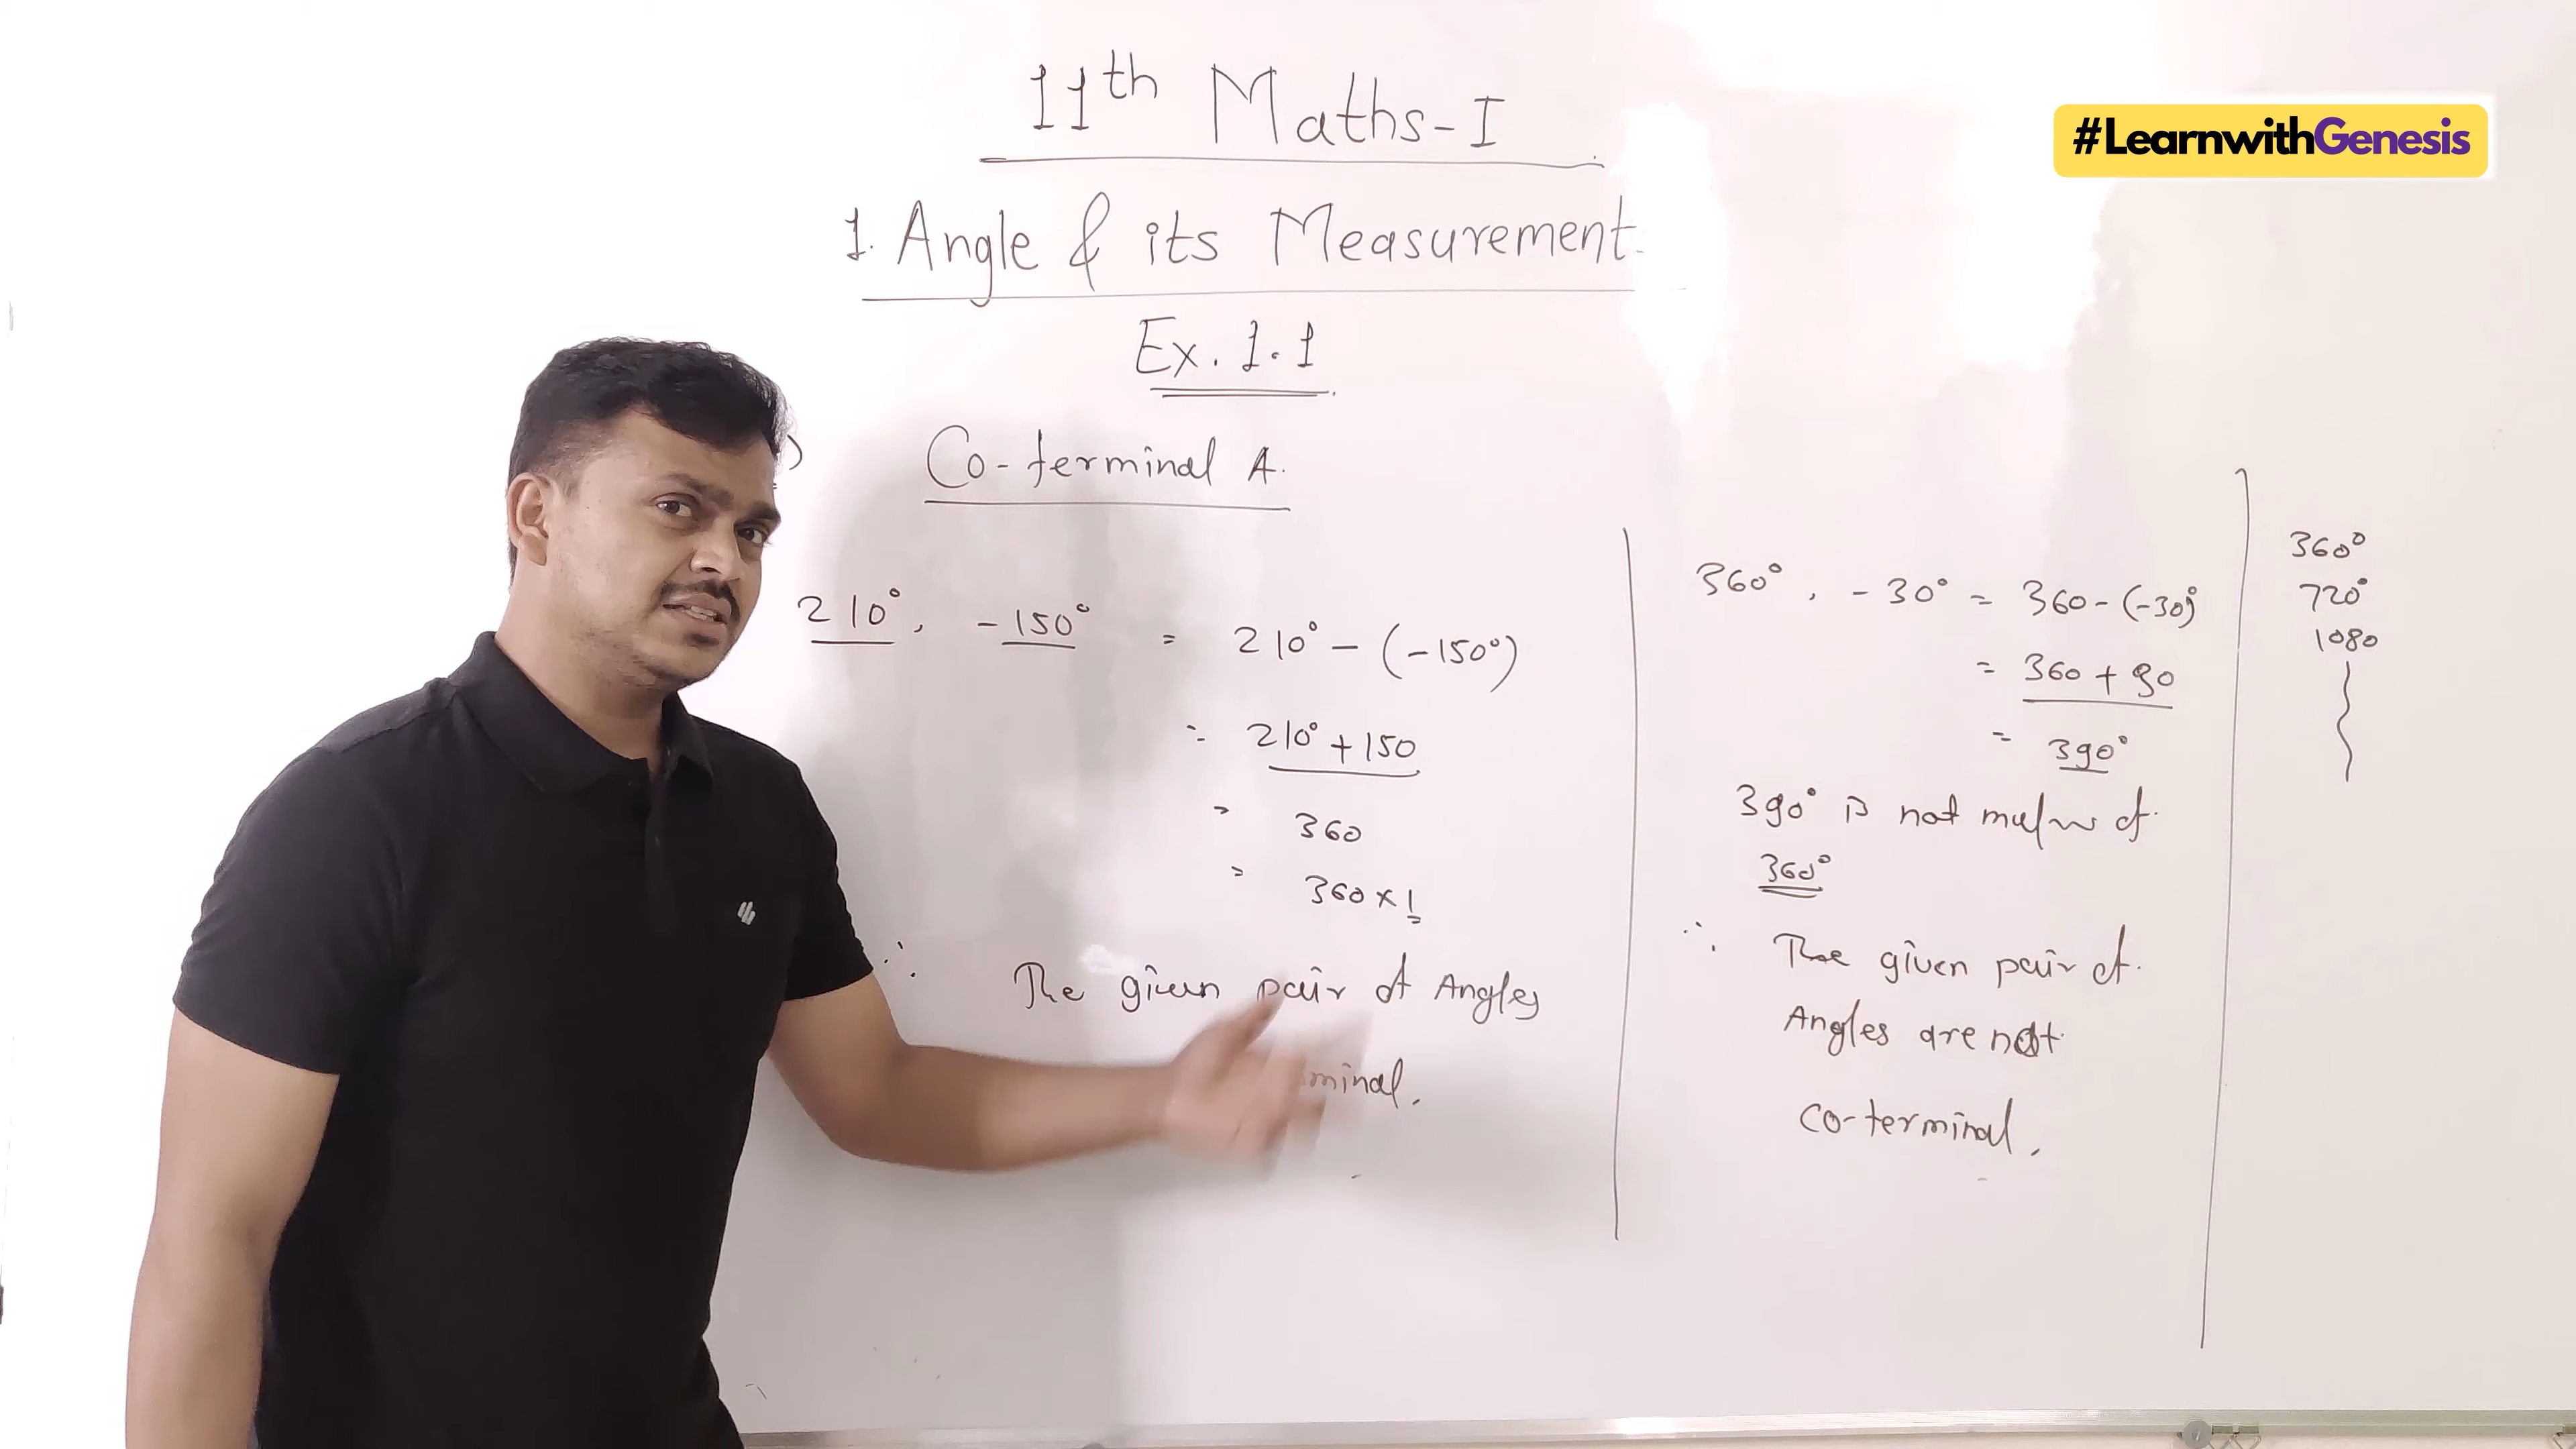 11th Maths-I
#LearnwithGenesis
1. Angle & its Measurement.
Ex. 1.1
Co-terminal A.
210°, -150° = 210° - (-150°)
= 210° + 150
= 360
= 360 × 1
∴ The given pair of Angles
minal.
360°, -30° = 360 - (-30°)
= 360 + 30
= 390°
390° is not of
360°
∴ The given pair of
Angles are not
co-terminal.
360°
720°
1080